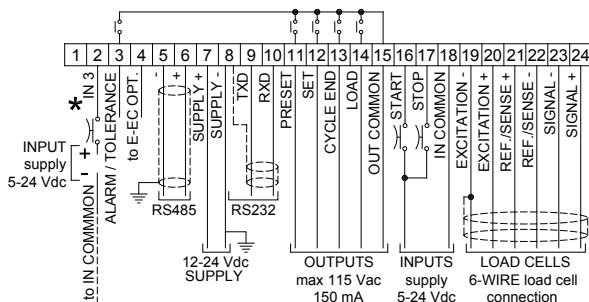 1 2 3 4 5 6 7 8 9 10 11 12 13 14 15 16 17 18 19 20 21 22 23 24
*
IN 3
ALARM / TOLERANCE
to E-EC OPT.
-
+
SUPPLY +
SUPPLY -
TXD
RXD
PRESET
SET
CYCLE END
LOAD
OUT COMMON
START
STOP
IN COMMON
EXCITATION -
EXCITATION +
REF./SENSE +
REF./SENSE -
SIGNAL -
SIGNAL +
INPUT
supply
5-24 Vdc
+
-
to IN COMMMON
RS485
RS232
12-24 Vdc
SUPPLY
OUTPUTS
max 115 Vac
150 mA
INPUTS
supply
5-24 Vdc
LOAD CELLS
6-WIRE load cell
connection